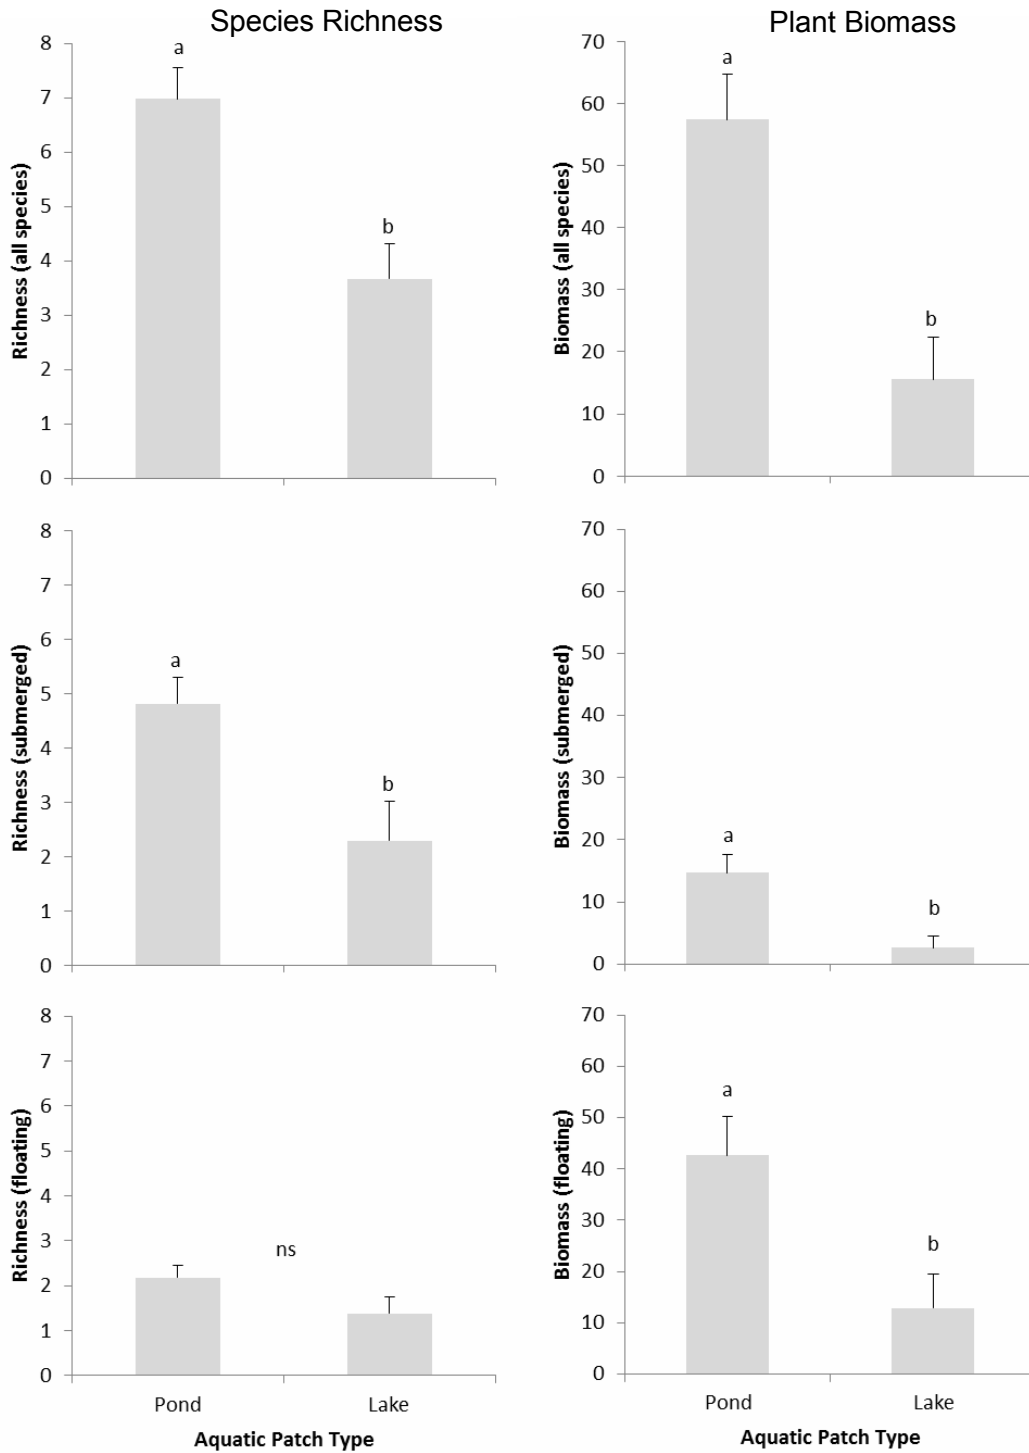 Species Richness
Plant Biomass
Richness (all species)
8
7
6
5
4
3
2
1
0
a
b
Biomass (all species)
70
60
50
40
30
20
10
0
a
b
Richness (submerged)
8
7
6
5
4
3
2
1
0
a
b
Biomass (submerged)
70
60
50
40
30
20
10
0
a
b
Richness (floating)
8
7
6
5
4
3
2
1
0
ns
Pond
Lake
Aquatic Patch Type
Biomass (floating)
70
60
50
40
30
20
10
0
a
b
Pond
Lake
Aquatic Patch Type